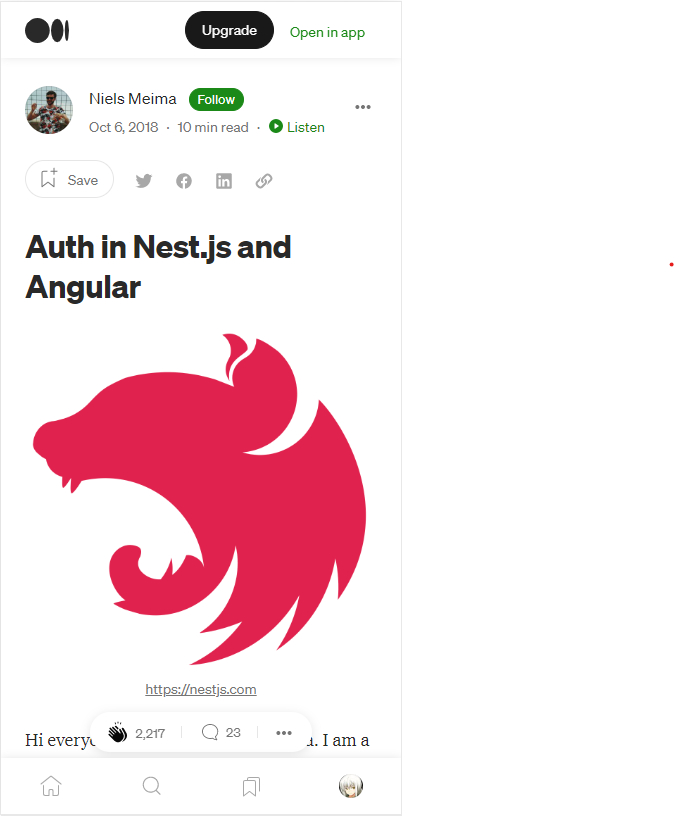 Upgrade
Open in app
Niels Meima
Follow
Oct 6, 2018 · 10 min read · Listen
Save
Auth in Nest.js and
Angular
https://nestjs.com
Hi everyo
a. I am a
2,217
23